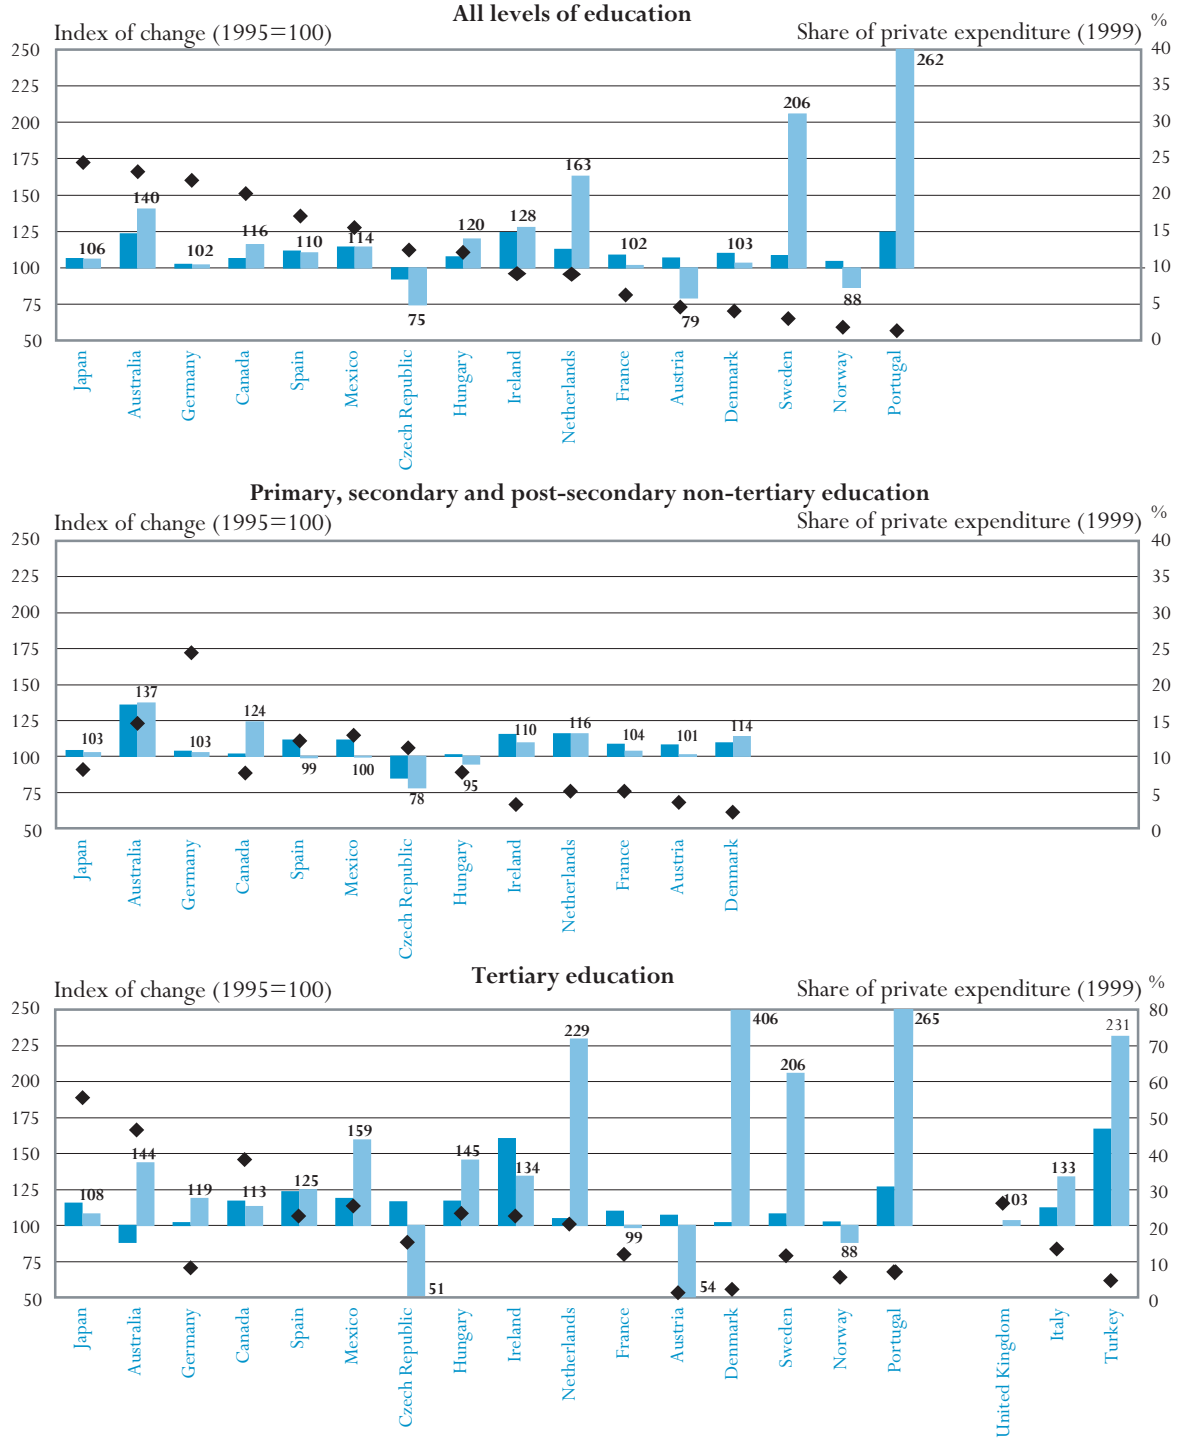 All levels of education
Index of change (1995=100)
Share of private expenditure (1999)
%
250
225
200
175
150
125
100
75
50
40
35
30
25
20
15
10
5
0
106
140
102
116
110
114
75
120
128
163
102
79
103
206
88
262
Japan
Australia
Germany
Canada
Spain
Mexico
Czech Republic
Hungary
Ireland
Netherlands
France
Austria
Denmark
Sweden
Norway
Portugal
Primary, secondary and post-secondary non-tertiary education
Index of change (1995=100)
Share of private expenditure (1999)
%
250
225
200
175
150
125
100
75
50
40
35
30
25
20
15
10
5
0
103
137
103
124
99
100
78
95
110
116
104
101
114
Japan
Australia
Germany
Canada
Spain
Mexico
Czech Republic
Hungary
Ireland
Netherlands
France
Austria
Denmark
Tertiary education
Index of change (1995=100)
Share of private expenditure (1999)
%
250
225
200
175
150
125
100
75
50
80
70
60
50
40
30
20
10
0
108
144
119
113
125
159
51
145
134
229
99
54
406
206
88
265
103
133
231
Japan
Australia
Germany
Canada
Spain
Mexico
Czech Republic
Hungary
Ireland
Netherlands
France
Austria
Denmark
Sweden
Norway
Portugal
United Kingdom
Italy
Turkey